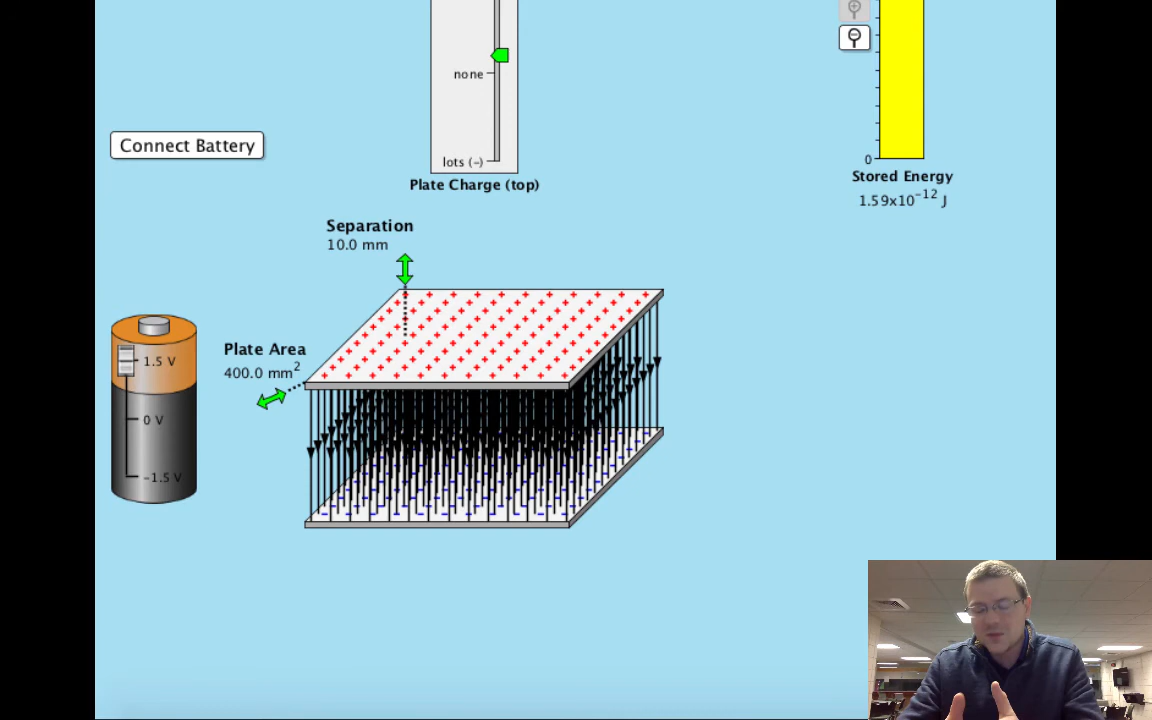 none
Connect Battery
lots (-)
0
Plate Charge (top)
Stored Energy
1.59x10⁻¹² J
Separation
10.0 mm
Plate Area
400.0 mm²
1.5 V
0 V
-1.5 V